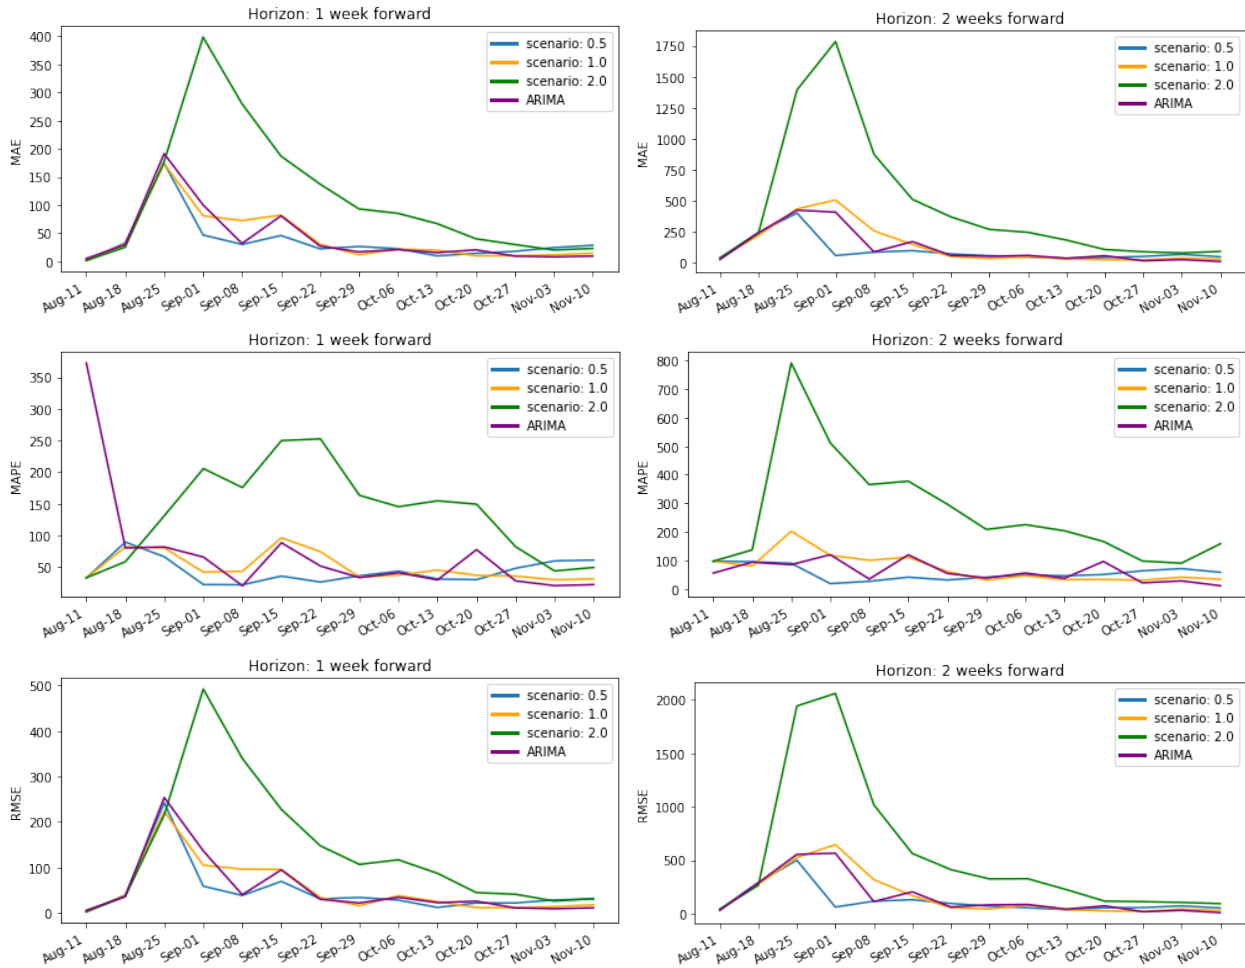 Horizon: 1 week forward
MAE
400
350
300
250
200
150
100
50
0
scenario: 0.5
scenario: 1.0
scenario: 2.0
ARIMA
Aug-11
Aug-18
Aug-25
Sep-01
Sep-08
Sep-15
Sep-22
Sep-29
Oct-06
Oct-13
Oct-20
Oct-27
Nov-03
Nov-10
Horizon: 2 weeks forward
MAE
1750
1500
1250
1000
750
500
250
0
scenario: 0.5
scenario: 1.0
scenario: 2.0
ARIMA
Aug-11
Aug-18
Aug-25
Sep-01
Sep-08
Sep-15
Sep-22
Sep-29
Oct-06
Oct-13
Oct-20
Oct-27
Nov-03
Nov-10
Horizon: 1 week forward
MAPE
350
300
250
200
150
100
50
scenario: 0.5
scenario: 1.0
scenario: 2.0
ARIMA
Aug-11
Aug-18
Aug-25
Sep-01
Sep-08
Sep-15
Sep-22
Sep-29
Oct-06
Oct-13
Oct-20
Oct-27
Nov-03
Nov-10
Horizon: 2 weeks forward
MAPE
800
700
600
500
400
300
200
100
0
scenario: 0.5
scenario: 1.0
scenario: 2.0
ARIMA
Aug-11
Aug-18
Aug-25
Sep-01
Sep-08
Sep-15
Sep-22
Sep-29
Oct-06
Oct-13
Oct-20
Oct-27
Nov-03
Nov-10
Horizon: 1 week forward
RMSE
500
400
300
200
100
0
scenario: 0.5
scenario: 1.0
scenario: 2.0
ARIMA
Aug-11
Aug-18
Aug-25
Sep-01
Sep-08
Sep-15
Sep-22
Sep-29
Oct-06
Oct-13
Oct-20
Oct-27
Nov-03
Nov-10
Horizon: 2 weeks forward
RMSE
2000
1500
1000
500
0
scenario: 0.5
scenario: 1.0
scenario: 2.0
ARIMA
Aug-11
Aug-18
Aug-25
Sep-01
Sep-08
Sep-15
Sep-22
Sep-29
Oct-06
Oct-13
Oct-20
Oct-27
Nov-03
Nov-10